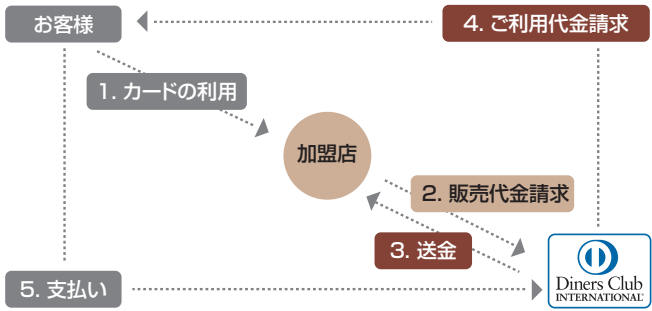 お客様
4. ご利用代金請求
1. カードの利用
加盟店
2. 販売代金請求
3. 送金
5. 支払い
Diners Club
INTERNATIONAL®